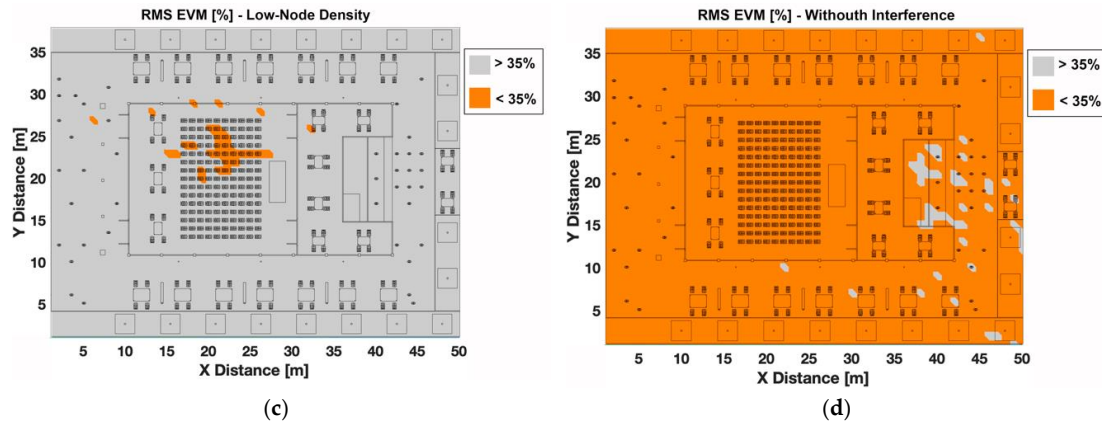 RMS EVM [%] - Low-Node Density
35
30
25
20
15
10
5
Y Distance [m]
5 10 15 20 25 30 35 40 45 50
X Distance [m]
> 35%
< 35%
(c)
RMS EVM [%] - Withouth Interference
35
30
25
20
15
10
5
Y Distance [m]
5 10 15 20 25 30 35 40 45 50
X Distance [m]
> 35%
< 35%
(d)